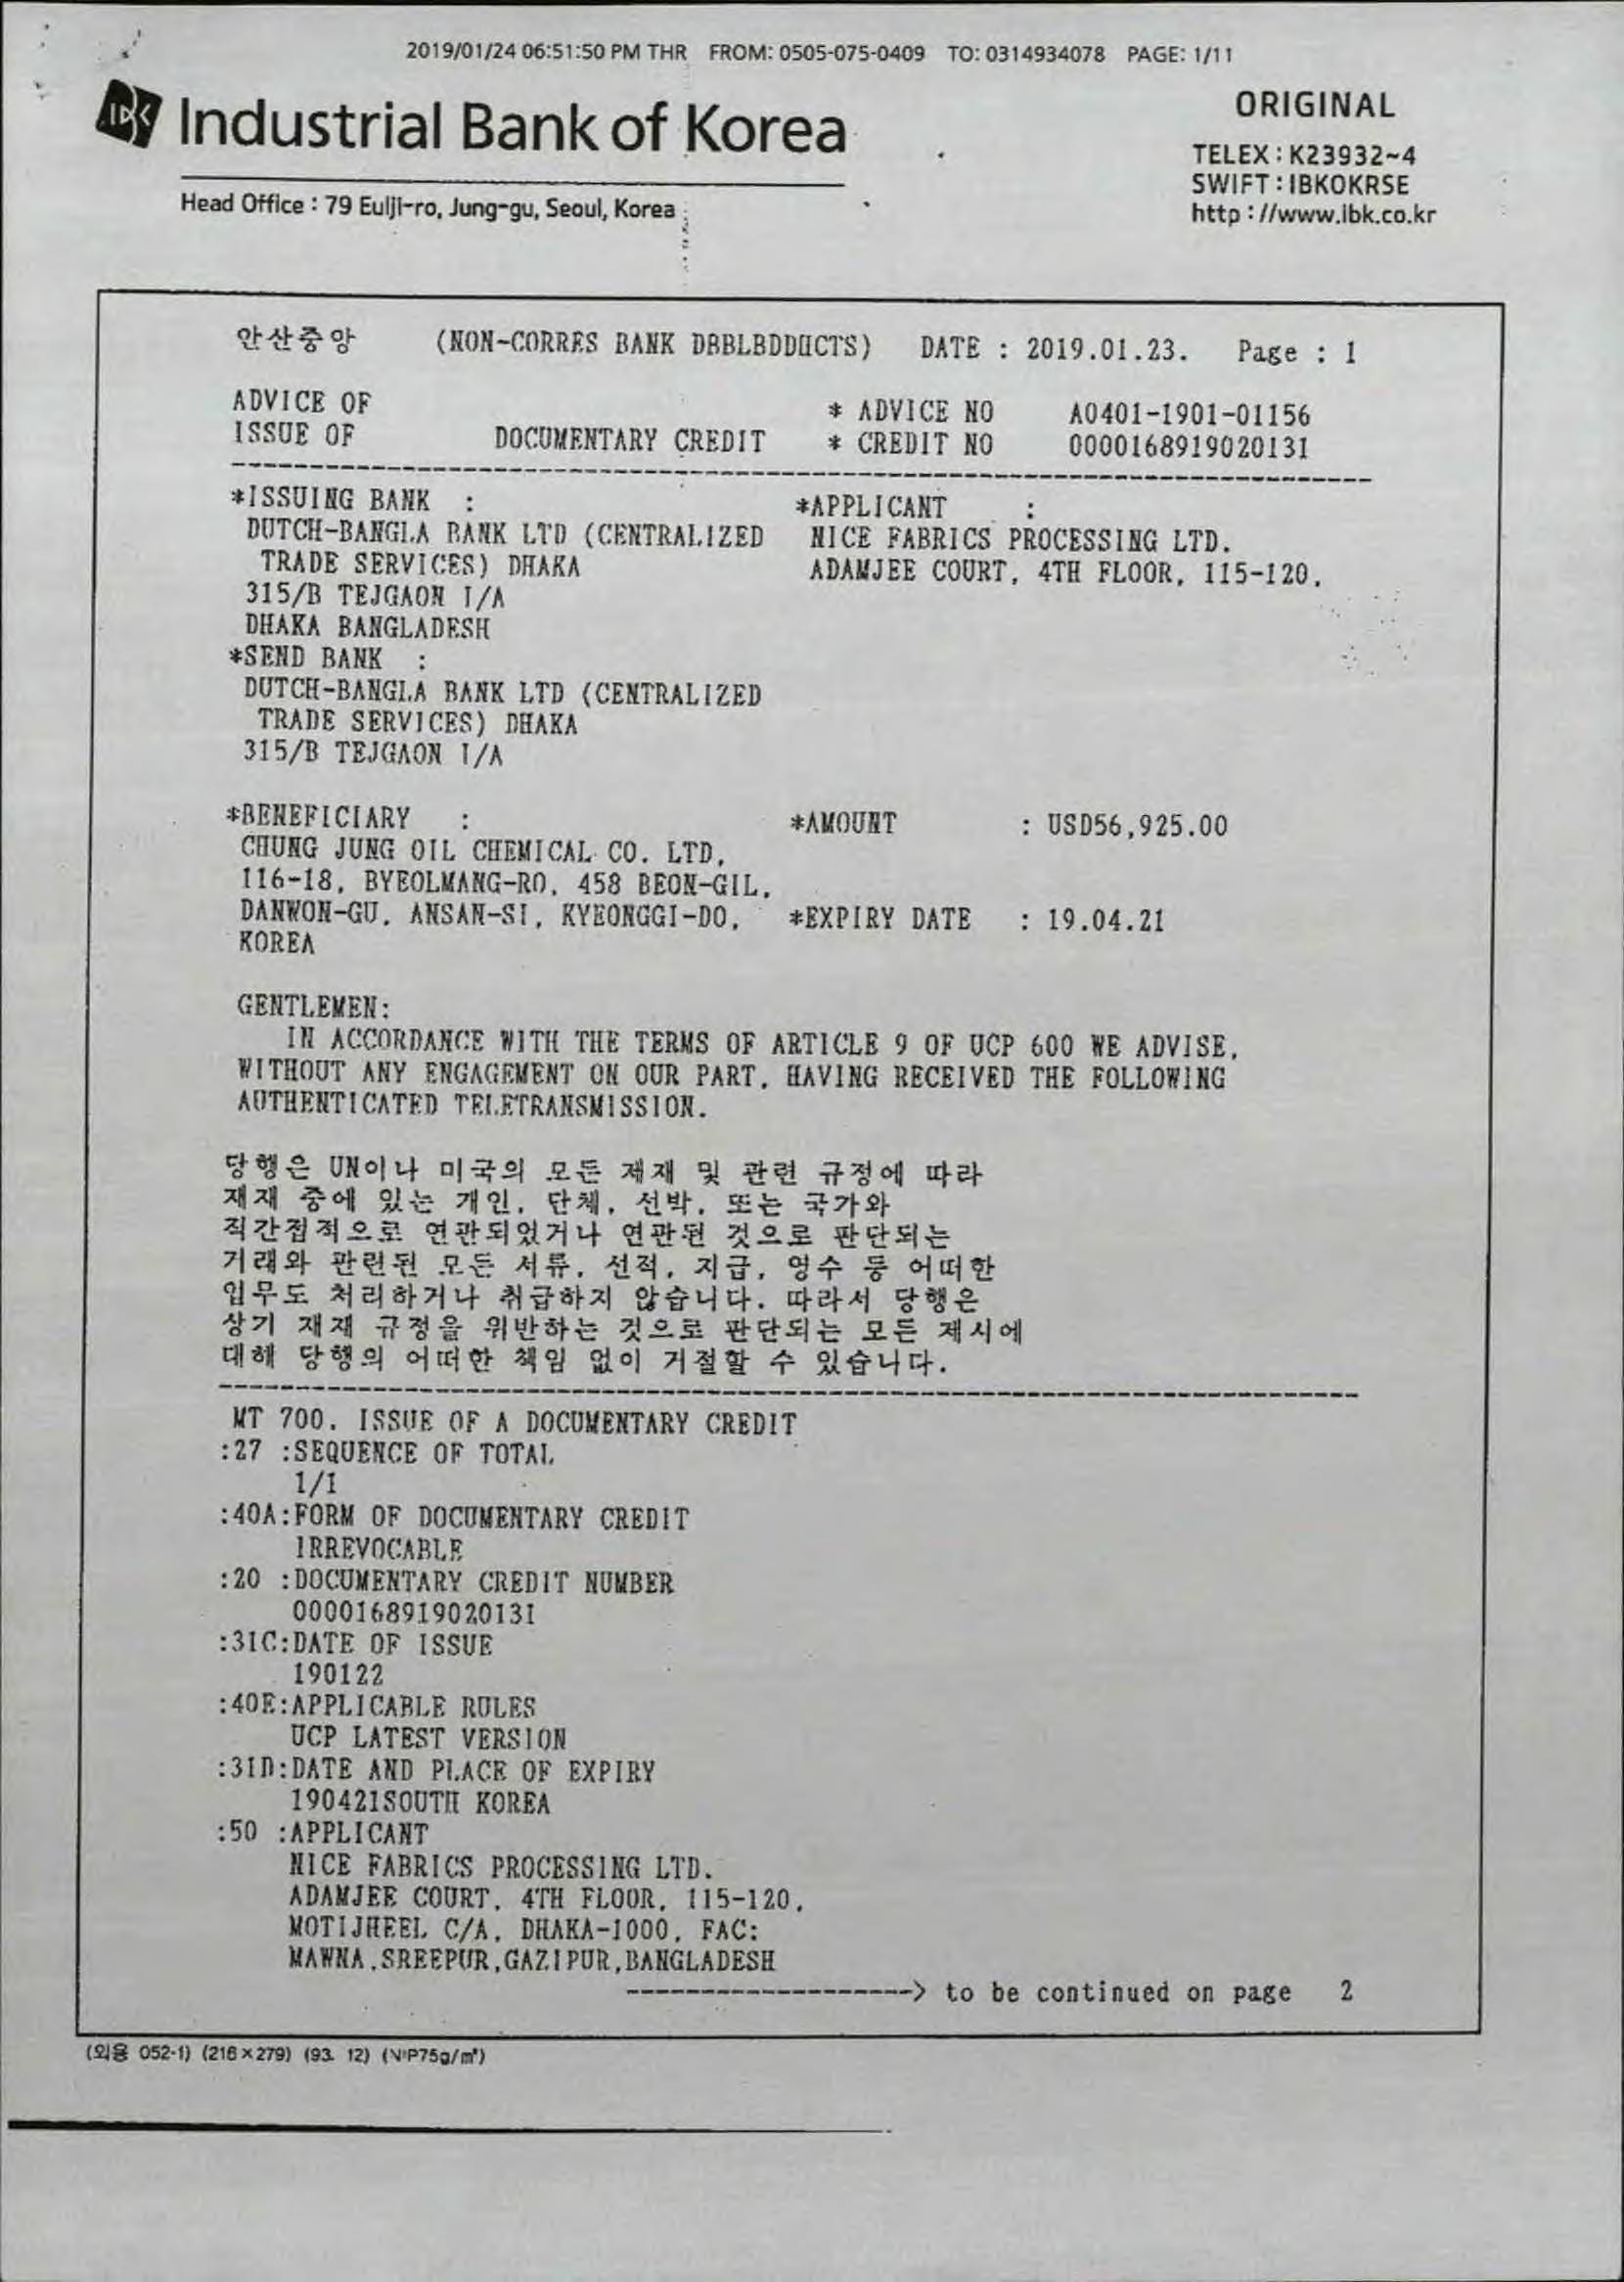 2019/01/24 06:51:50 PM THR FROM: 0505-075-0409 TO: 0314934078 PAGE: 1/11
IBK Industrial Bank of Korea
ORIGINAL
TELEX : K23932~4
SWIFT : IBKOKRSE
http : //www.ibk.co.kr
Head Office : 79 Eulji-ro, Jung-gu, Seoul, Korea
안산중앙 (NON-CORRES BANK DBBLBDDHCTS) DATE : 2019.01.23. Page : 1
ADVICE OF * ADVICE NO A0401-1901-01156
ISSUE OF DOCUMENTARY CREDIT * CREDIT NO 0000168919020131
*ISSUING BANK : *APPLICANT :
DUTCH-BANGLA BANK LTD (CENTRALIZED NICE FABRICS PROCESSING LTD.
TRADE SERVICES) DHAKA ADAMJEE COURT, 4TH FLOOR, 115-120,
315/B TEJGAON I/A
DHAKA BANGLADESH
*SEND BANK :
DUTCH-BANGLA BANK LTD (CENTRALIZED
TRADE SERVICES) DHAKA
315/B TEJGAON I/A
*BENEFICIARY : *AMOUNT : USD56,925.00
CHUNG JUNG OIL CHEMICAL CO. LTD,
116-18, BYEOLMANG-RO, 458 BEON-GIL,
DANWON-GU, ANSAN-SI, KYEONGGI-DO, *EXPIRY DATE : 19.04.21
KOREA
GENTLEMEN:
IN ACCORDANCE WITH THE TERMS OF ARTICLE 9 OF UCP 600 WE ADVISE,
WITHOUT ANY ENGAGEMENT ON OUR PART, HAVING RECEIVED THE FOLLOWING
AUTHENTICATED TELETRANSMISSION.
당행은 UN이나 미국의 모든 제재 및 관련 규정에 따라
제재 중에 있는 개인, 단체, 선박, 또는 국가와
직간접적으로 연관되었거나 연관된 것으로 판단되는
거래와 관련된 모든 서류, 선적, 지급, 영수 등 어떠한
업무도 처리하거나 취급하지 않습니다. 따라서 당행은
상기 제재 규정을 위반하는 것으로 판단되는 모든 제시에
대해 당행의 어떠한 책임 없이 거절할 수 있습니다.
MT 700. ISSUE OF A DOCUMENTARY CREDIT
:27 :SEQUENCE OF TOTAL
1/1
:40A:FORM OF DOCUMENTARY CREDIT
IRREVOCABLE
:20 :DOCUMENTARY CREDIT NUMBER
0000168919020131
:31C:DATE OF ISSUE
190122
:40E:APPLICABLE RULES
UCP LATEST VERSION
:31D:DATE AND PLACE OF EXPIRY
190421SOUTH KOREA
:50 :APPLICANT
NICE FABRICS PROCESSING LTD.
ADAMJEE COURT, 4TH FLOOR, 115-120,
MOTIJHEEL C/A, DHAKA-1000, FAC:
MAWNA,SREEPUR,GAZIPUR,BANGLADESH
-------------------> to be continued on page 2
(외용 052-1) (216×279) (93. 12) (NIP75g/㎡)